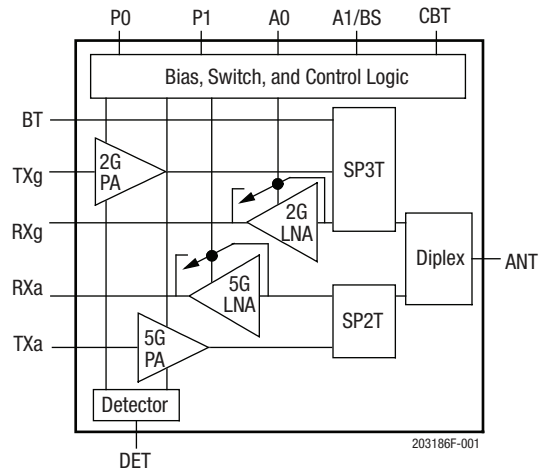 P0 P1 A0 A1/BS CBT
Bias, Switch, and Control Logic
BT
TXg
2G
PA
SP3T
RXg
2G
LNA
Diplex
ANT
RXa
5G
LNA
SP2T
TXa
5G
PA
Detector
203186F-001
DET